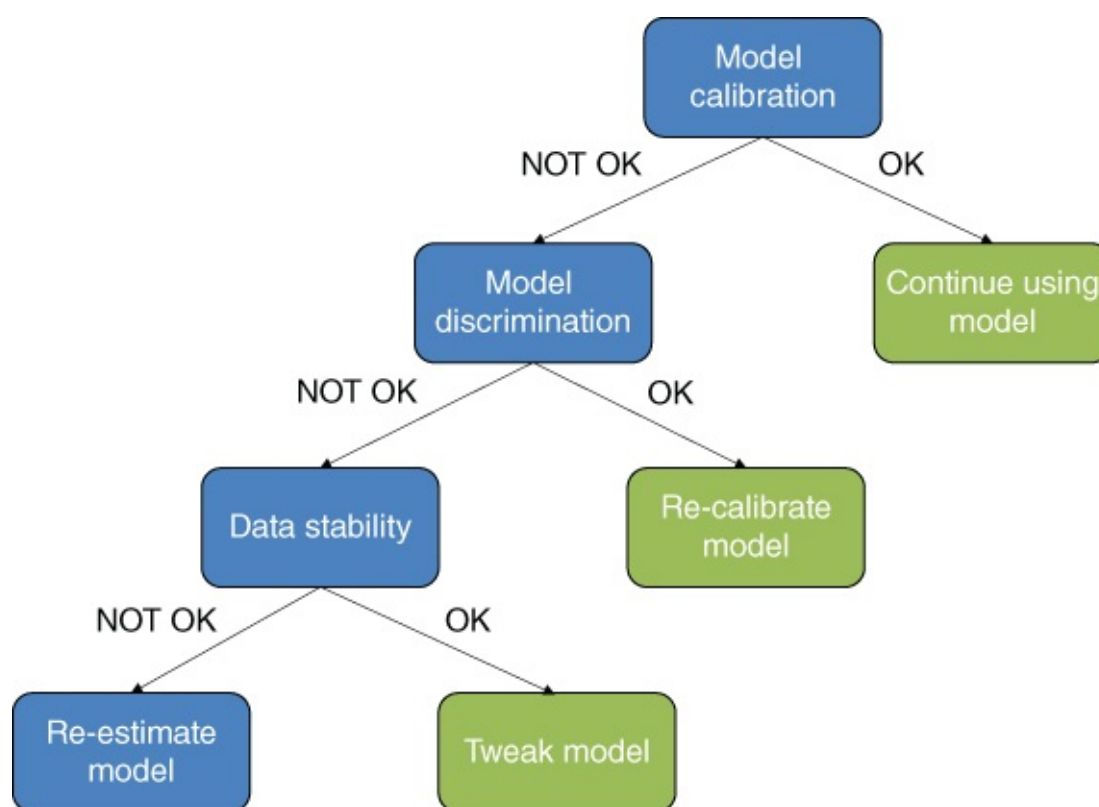 Model
calibration
NOT OK
OK
Model
discrimination
Continue using
model
NOT OK
OK
Data stability
Re-calibrate
model
NOT OK
OK
Re-estimate
model
Tweak model